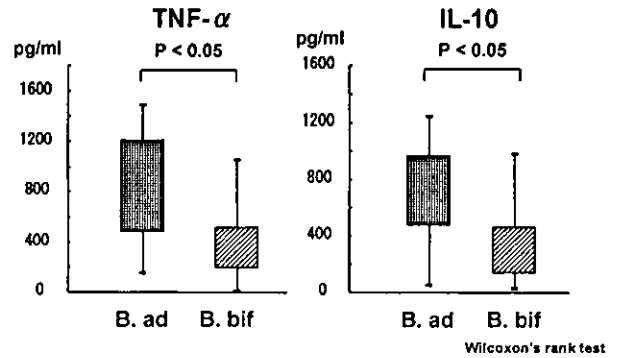 TNF-α
IL-10
pg/ml
P < 0.05
pg/ml
P < 0.05
1600
1200
800
400
0
1600
1200
800
400
0
B. ad B. bif
B. ad B. bif
Wilcoxon's rank test